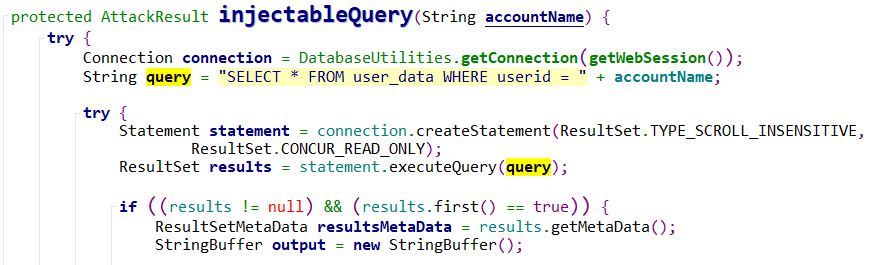 protected AttackResult injectableQuery(String accountName) {
try {
Connection connection = DatabaseUtilities.getConnection(getWebSession());
String query = "SELECT * FROM user_data WHERE userid = " + accountName;
try {
Statement statement = connection.createStatement(ResultSet.TYPE_SCROLL_INSENSITIVE,
ResultSet.CONCUR_READ_ONLY);
ResultSet results = statement.executeQuery(query);
if ((results != null) && (results.first() == true)) {
ResultSetMetaData resultsMetaData = results.getMetaData();
StringBuffer output = new StringBuffer();